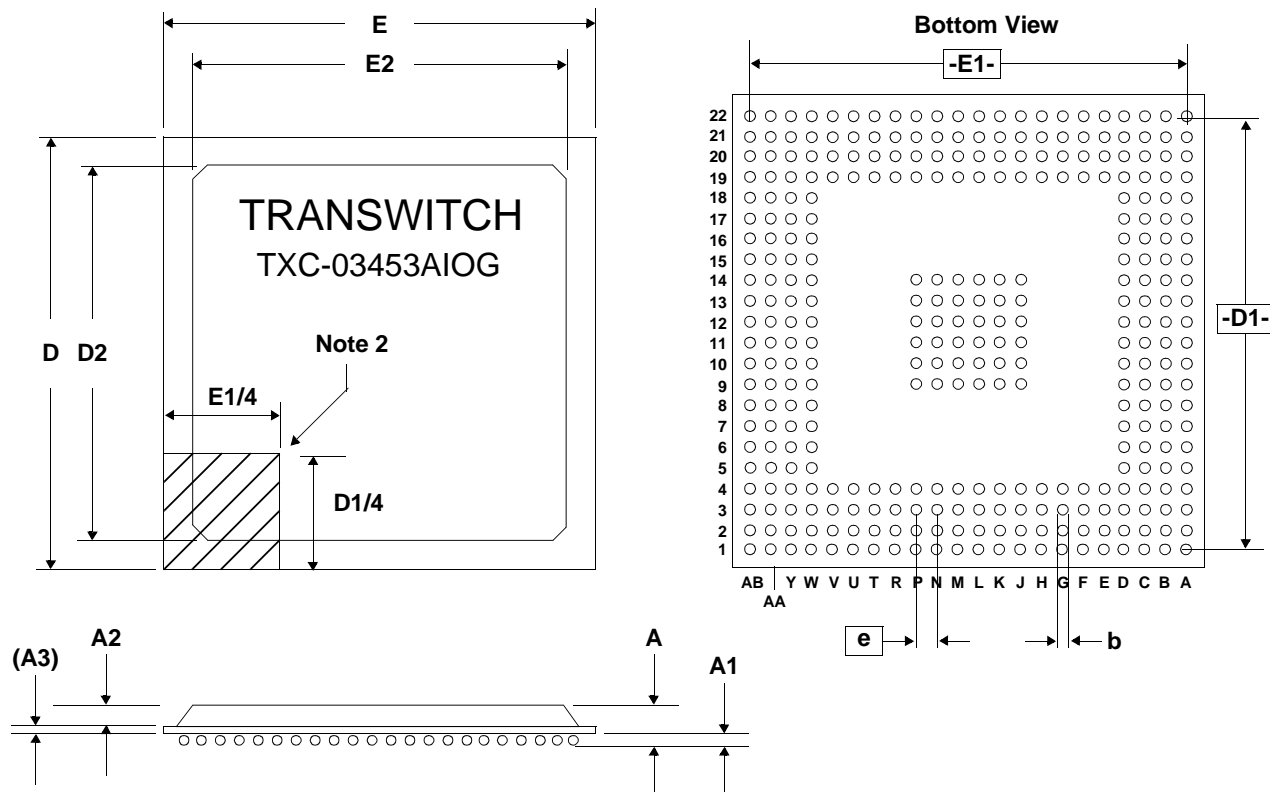 E
E2
TRANSWITCH
TXC-03453AIOG
D
D2
Note 2
E1/4
D1/4
Bottom View
-E1-
22
21
20
19
18
17
16
15
14
13
12
11
10
9
8
7
6
5
4
3
2
1
-D1-
AB Y W V U T R P N M L K J H G F E D C B A
AA
e
b
A2
(A3)
A
A1